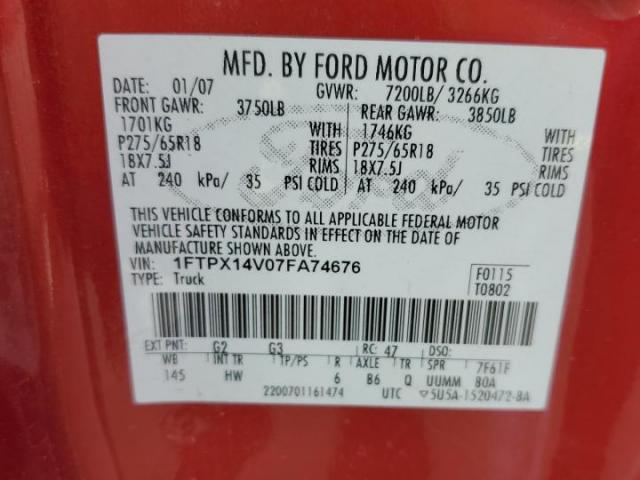 MFD. BY FORD MOTOR CO.
DATE: 01/07 GVWR: 7200LB/ 3266KG
FRONT GAWR: 3750LB REAR GAWR: 3850LB
1701KG WITH 1746KG WITH
P275/65R18 TIRES P275/65R18 TIRES
18X7.5J RIMS 18X7.5J RIMS
AT 240 kPa/ 35 PSI COLD AT 240 kPa/ 35 PSI COLD
Ford
THIS VEHICLE CONFORMS TO ALL APPLICABLE FEDERAL MOTOR
VEHICLE SAFETY STANDARDS IN EFFECT ON THE DATE OF
MANUFACTURE SHOWN ABOVE.
VIN: 1FTPX14V07FA74676
TYPE: Truck
F0115
T0802
EXT PNT: G2 G3 RC: 47 DSO:
WB INT TR TP/PS R AXLE TR SPR 7F61F
145 HW 6 B6 Q UUMM 80A
2200701161474 UTC ▽5U5A-1520472-BA